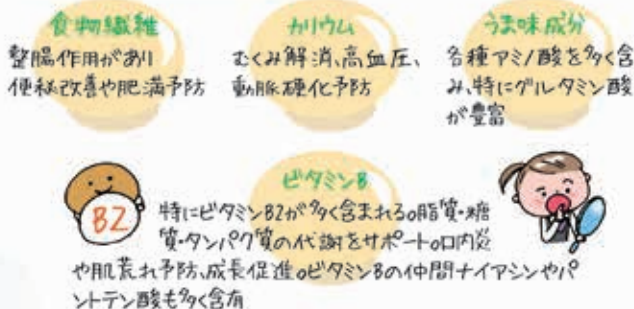 食物繊維
整腸作用があり
便秘改善や肥満予防
カリウム
むくみ解消、高血圧、
動脈硬化予防
うま味成分
各種アミノ酸を多く含
み、特にグルタミン酸
が豊富
ビタミンB
B2
特にビタミンB2が多く含まれる。脂質・糖
質・タンパク質の代謝をサポート。口内炎
や肌荒れ予防、成長促進。ビタミンBの仲間ナイアシンやパ
ントテン酸も多く含有